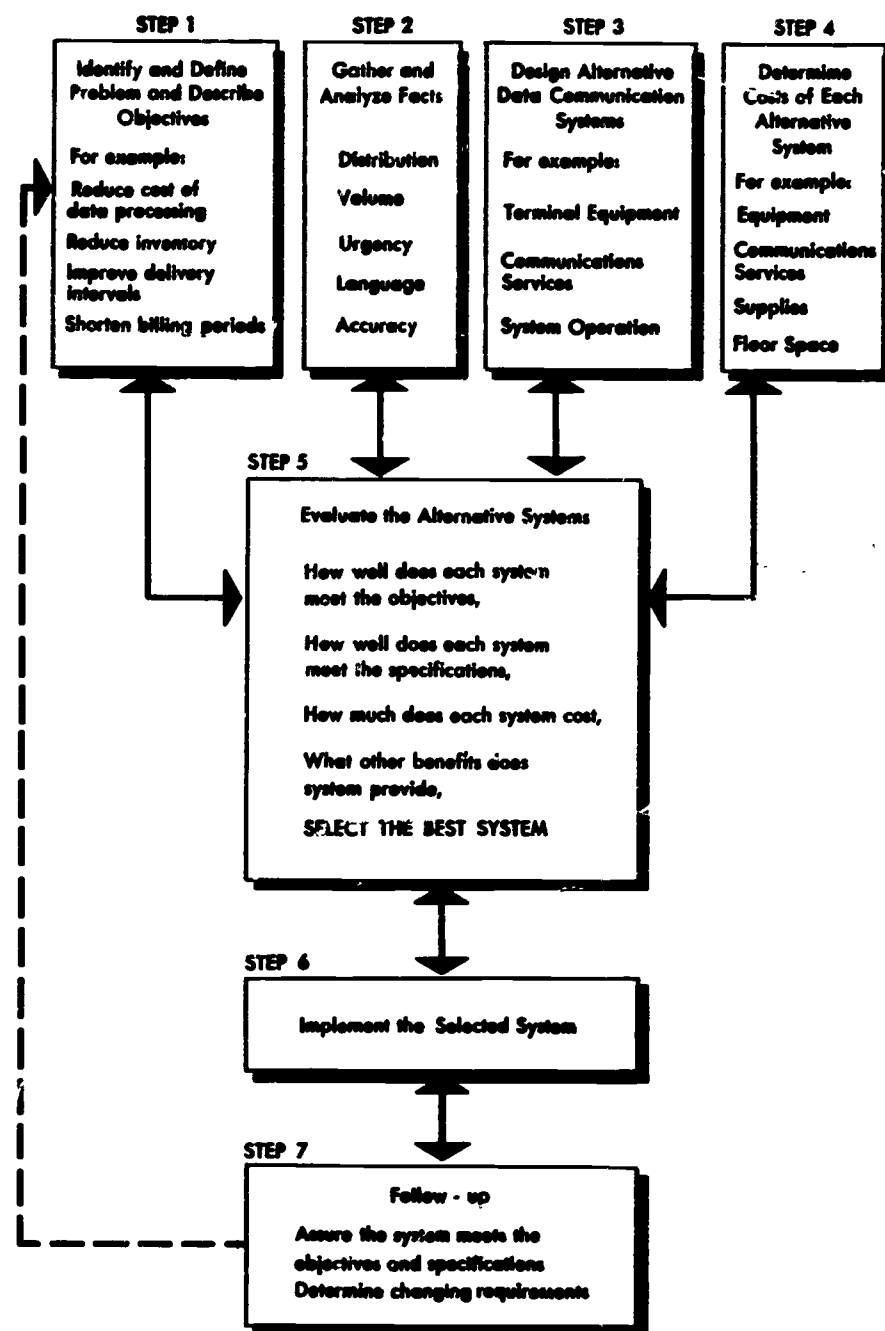 STEP 1
Identify and Define
Problem and Describe
Objectives
For example:
Reduce cost of
data processing
Reduce inventory
Improve delivery
intervals
Shorten billing periods
STEP 2
Gather and
Analyze Facts
Distribution
Volume
Urgency
Language
Accuracy
STEP 3
Design Alternative
Data Communication
Systems
For example:
Terminal Equipment
Communications
Services
System Operation
STEP 4
Determine
Costs of Each
Alternative
System
For example:
Equipment
Communications
Services
Supplies
Floor Space
STEP 5
Evaluate the Alternative Systems
How well does each system
meet the objectives,
How well does each system
meet the specifications,
How much does each system cost,
What other benefits does
system provide,
SELECT THE BEST SYSTEM
STEP 6
Implement the Selected System
STEP 7
Follow - up
Assure the system meets the
objectives and specifications
Determine changing requirements